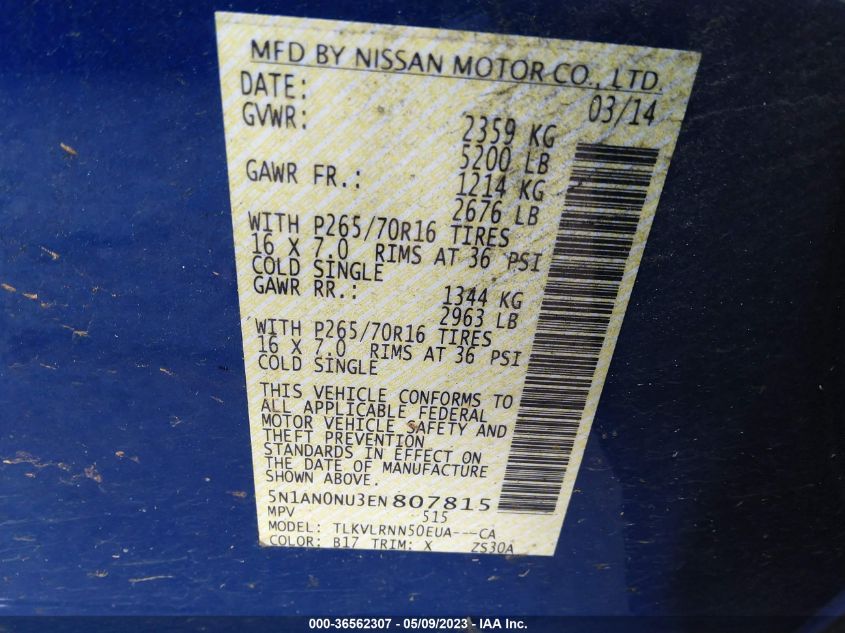 MFD BY NISSAN MOTOR CO., LTD.
DATE: 03/14
GVWR: 2359 KG
5200 LB
GAWR FR.: 1214 KG
2676 LB
WITH P265/70R16 TIRES
16 X 7.0 RIMS AT 36 PSI
COLD SINGLE
GAWR RR.: 1344 KG
2963 LB
WITH P265/70R16 TIRES
16 X 7.0 RIMS AT 36 PSI
COLD SINGLE
THIS VEHICLE CONFORMS TO
ALL APPLICABLE FEDERAL
MOTOR VEHICLE SAFETY AND
THEFT PREVENTION
STANDARDS IN EFFECT ON
THE DATE OF MANUFACTURE
SHOWN ABOVE.
5N1AN0NU3EN807815
MPV 515
MODEL: TLKVLRNN50EUA---CA
COLOR: B17 TRIM: X ZS30A
000-36562307 - 05/09/2023 - IAA Inc.